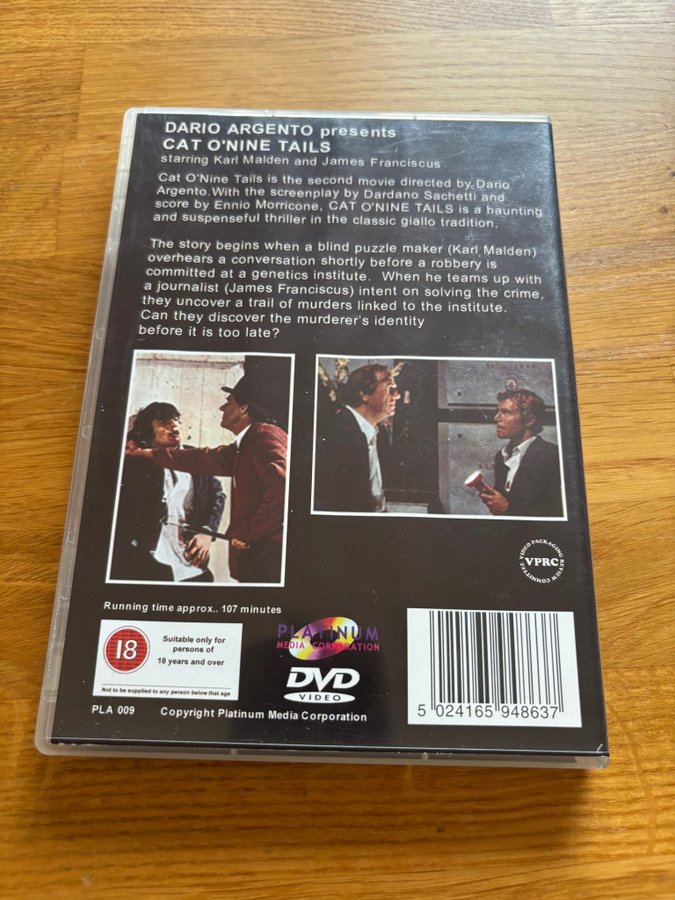 DARIO ARGENTO presents
CAT O'NINE TAILS
starring Karl Malden and James Franciscus
Cat O'Nine Tails is the second movie directed by Dario
Argento.With the screenplay by Dardano Sachetti and
score by Ennio Morricone, CAT O'NINE TAILS is a haunting
and suspenseful thriller in the classic giallo tradition.
The story begins when a blind puzzle maker (Karl Malden)
overhears a conversation shortly before a robbery is
committed at a genetics institute. When he teams up with
a journalist (James Franciscus) intent on solving the crime,
they uncover a trail of murders linked to the institute.
Can they discover the murderer's identity
before it is too late?
VIDEO PACKAGING
VPRC
REVIEW COMMITTEE
Running time approx.. 107 minutes
18
Suitable only for
persons of
18 years and over
Not to be supplied to any person below that age
PLATINUM
MEDIA CORPORATION
DVD
VIDEO
5 024165 948637
PLA 009
Copyright Platinum Media Corporation